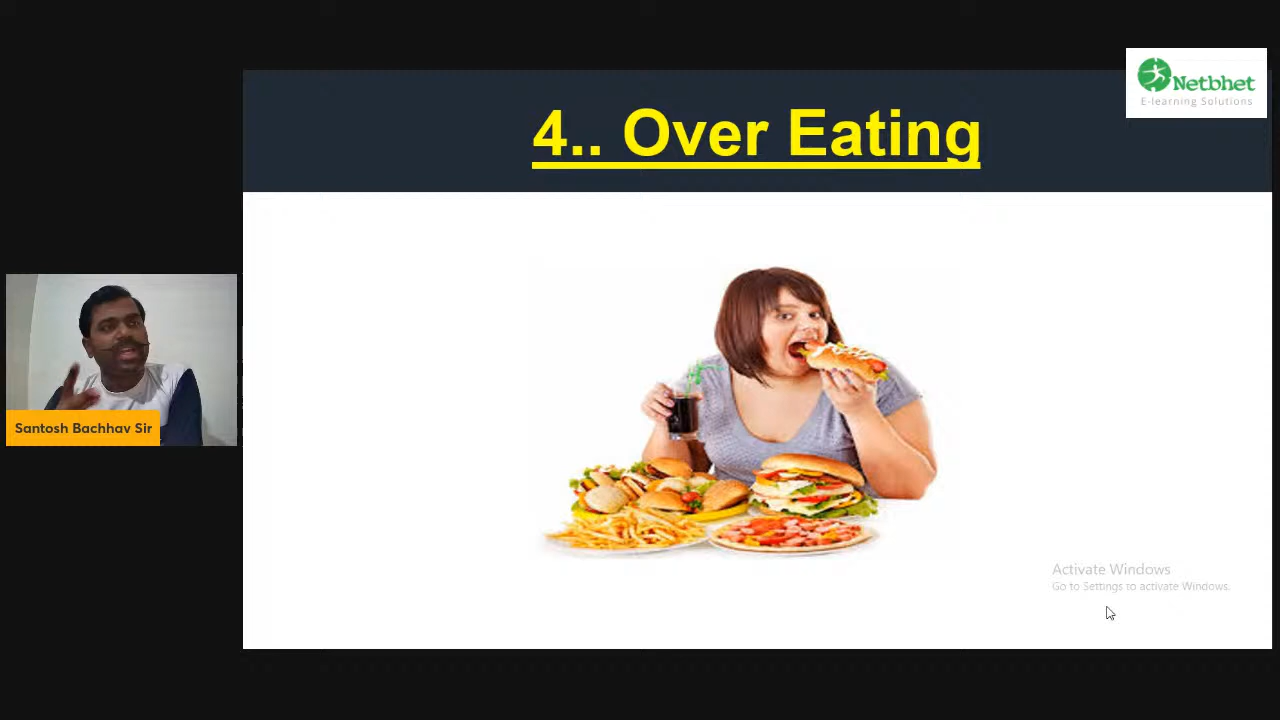 Netbhet
E-learning Solutions
4.. Over Eating
Santosh Bachhav Sir
Activate Windows
Go to Settings to activate Windows.